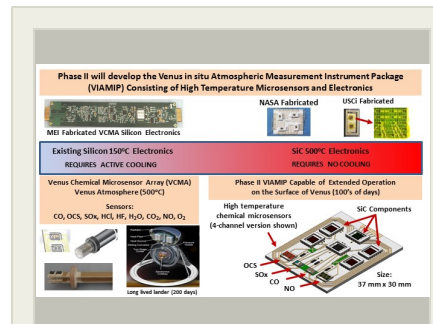 Phase II will develop the Venus in situ Atmospheric Measurement Instrument Package
(VIAMIP) Consisting of High Temperature Microsensors and Electronics
NASA Fabricated
USCi Fabricated
MEI Fabricated VCMA Silicon Electronics
Existing Silicon 150°C Electronics
REQUIRES ACTIVE COOLING
SiC 500°C Electronics
REQUIRES NO COOLING
Venus Chemical Microsensor Array (VCMA)
Venus Atmosphere (500°C)
Sensors:
CO, OCS, SOx, HCl, HF, H2O, CO2, NO, O2
Long lived lander (200 days)
Phase II VIAMIP Capable of Extended Operation
on the Surface of Venus (100's of days)
High temperature
chemical microsensors
(4-channel version shown)
SiC Components
OCS
SOx
CO
NO
Size:
37 mm x 30 mm